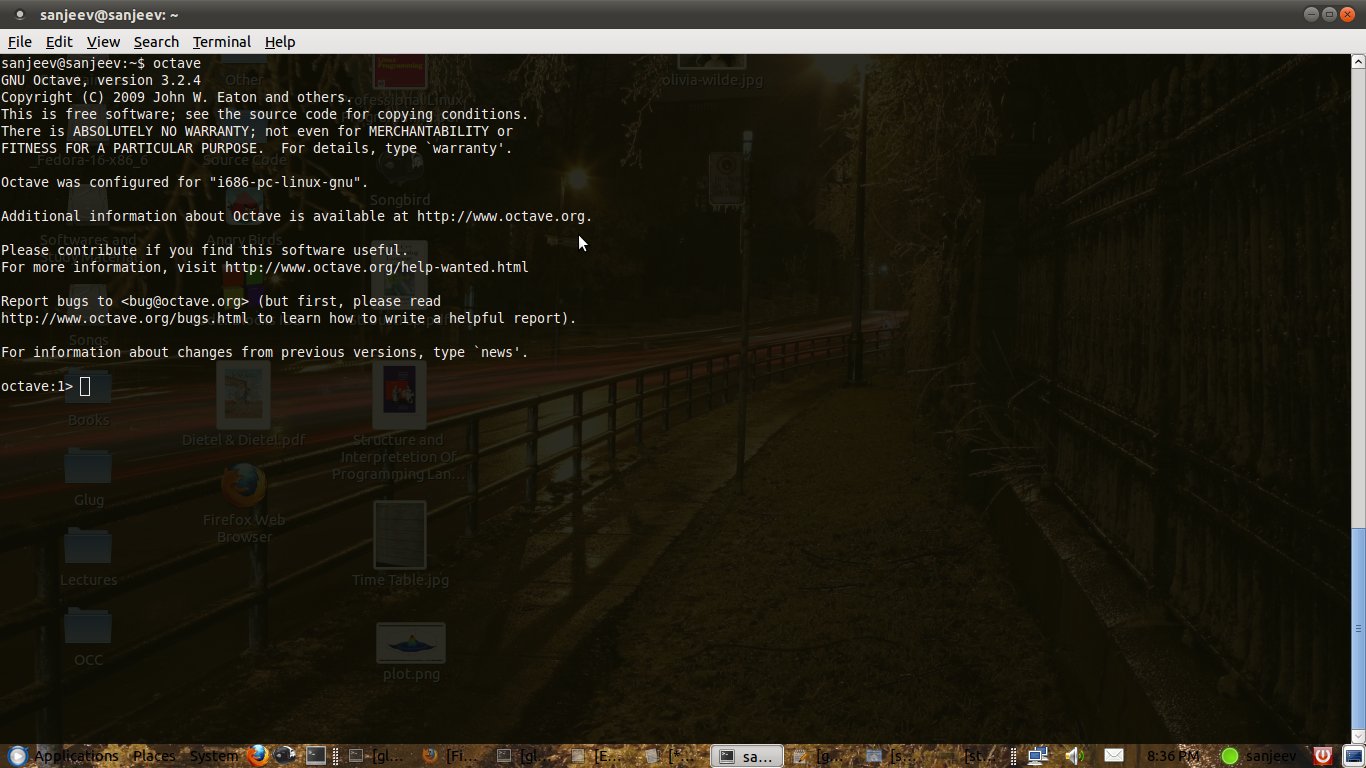 sanjeev@sanjeev: ~
File Edit View Search Terminal Help
sanjeev@sanjeev:~$ octave
GNU Octave, version 3.2.4
Copyright (C) 2009 John W. Eaton and others.
This is free software; see the source code for copying conditions.
There is ABSOLUTELY NO WARRANTY; not even for MERCHANTABILITY or
FITNESS FOR A PARTICULAR PURPOSE.  For details, type `warranty'.
Octave was configured for "i686-pc-linux-gnu".
Additional information about Octave is available at http://www.octave.org.
Please contribute if you find this software useful.
For more information, visit http://www.octave.org/help-wanted.html
Report bugs to <bug@octave.org> (but first, please read
http://www.octave.org/bugs.html to learn how to write a helpful report).
For information about changes from previous versions, type `news'.
octave:1>
Other
olivia-wilde.jpg
Professional Linux
Fedora-16-x86_6
Source Code
Songbird
Softwares and
Angry Birds
Songs
Books
Dietel & Dietel.pdf
Structure and
Interpretetion Of
Programming Lan...
Glug
Firefox Web
Browser
Lectures
Time Table.jpg
OCC
plot.png
Applications Places System [gl... [Fi... [gl... [E... [*... sa... [g... [s... [st... 8:36 PM sanjeev